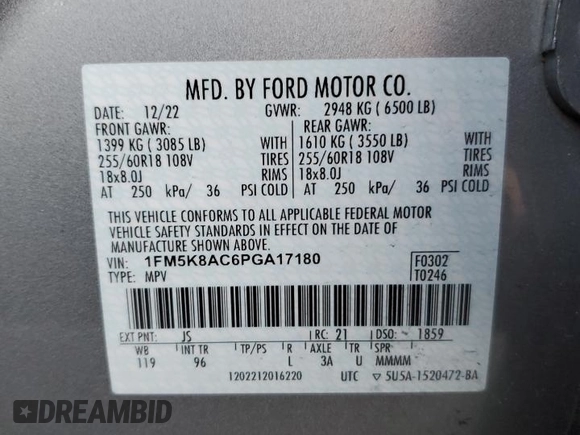 MFD. BY FORD MOTOR CO.
DATE: 12/22 GVWR: 2948 KG ( 6500 LB)
FRONT GAWR: REAR GAWR:
1399 KG ( 3085 LB) WITH 1610 KG ( 3550 LB) WITH
255/60R18 108V TIRES 255/60R18 108V TIRES
18x8.0J RIMS 18x8.0J RIMS
AT 250 kPa/ 36 PSI COLD AT 250 kPa/ 36 PSI COLD
THIS VEHICLE CONFORMS TO ALL APPLICABLE FEDERAL MOTOR
VEHICLE SAFETY STANDARDS IN EFFECT ON THE DATE OF
MANUFACTURE SHOWN ABOVE.
VIN: 1FM5K8AC6PGA17180 F0302
TYPE: MPV T0246
EXT PNT: JS RC: 21 DSO: 1859
WB INT TR TP/PS R AXLE TR SPR
119 96 L 3A U MMMM
1202212016220 UTC ▽ 5U5A-1520472-BA
DREAMBID